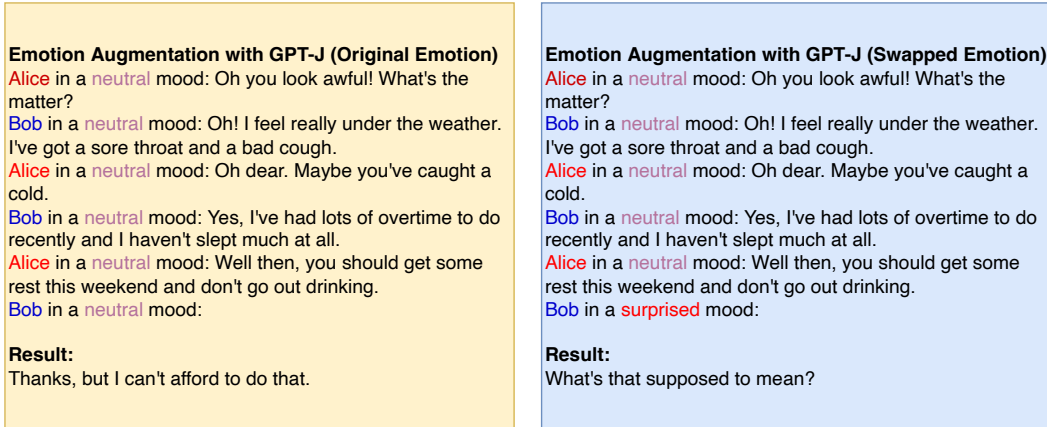 Emotion Augmentation with GPT-J (Original Emotion)
Alice in a neutral mood: Oh you look awful! What's the
matter?
Bob in a neutral mood: Oh! I feel really under the weather.
I've got a sore throat and a bad cough.
Alice in a neutral mood: Oh dear. Maybe you've caught a
cold.
Bob in a neutral mood: Yes, I've had lots of overtime to do
recently and I haven't slept much at all.
Alice in a neutral mood: Well then, you should get some
rest this weekend and don't go out drinking.
Bob in a neutral mood:
Result:
Thanks, but I can't afford to do that.
Emotion Augmentation with GPT-J (Swapped Emotion)
Alice in a neutral mood: Oh you look awful! What's the
matter?
Bob in a neutral mood: Oh! I feel really under the weather.
I've got a sore throat and a bad cough.
Alice in a neutral mood: Oh dear. Maybe you've caught a
cold.
Bob in a neutral mood: Yes, I've had lots of overtime to do
recently and I haven't slept much at all.
Alice in a neutral mood: Well then, you should get some
rest this weekend and don't go out drinking.
Bob in a surprised mood:
Result:
What's that supposed to mean?